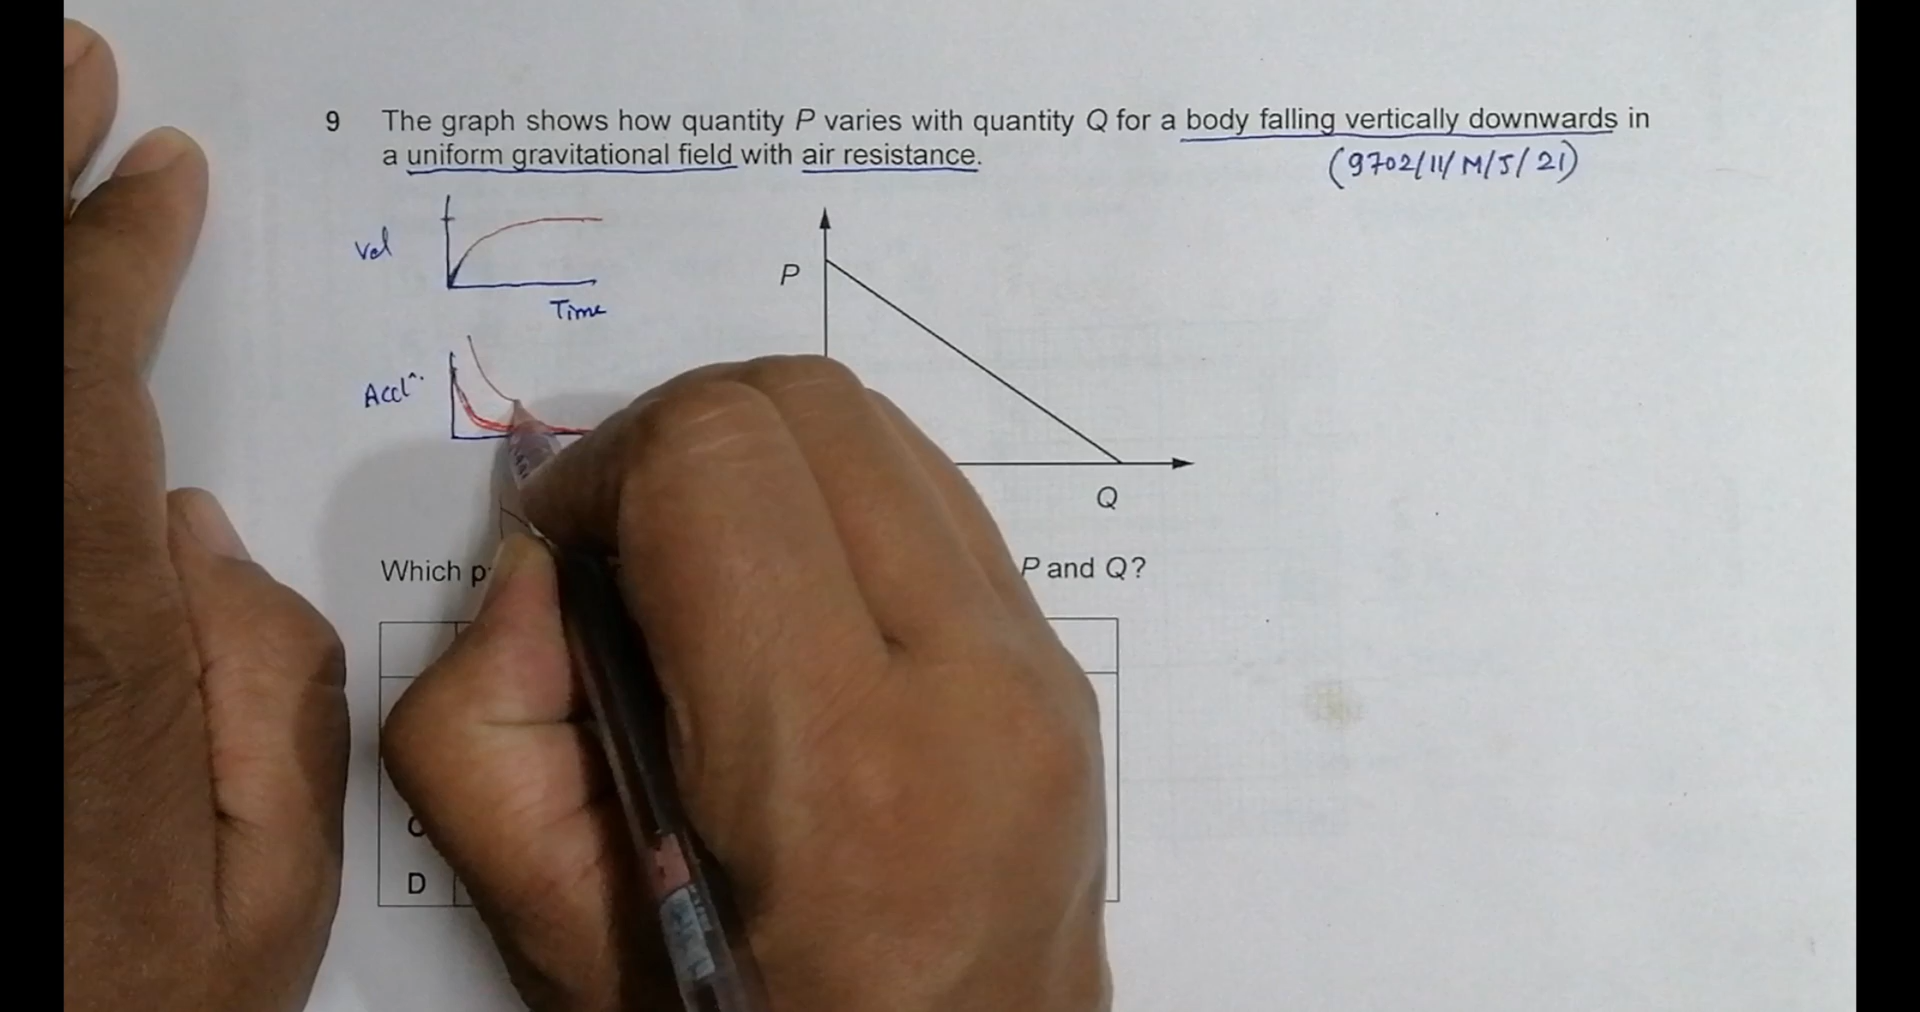 9 The graph shows how quantity P varies with quantity Q for a body falling vertically downwards in
a uniform gravitational field with air resistance.
(9702/11/M/J/21)
Vel
Time
P
Accl^n.
Q
Which P and Q?
D